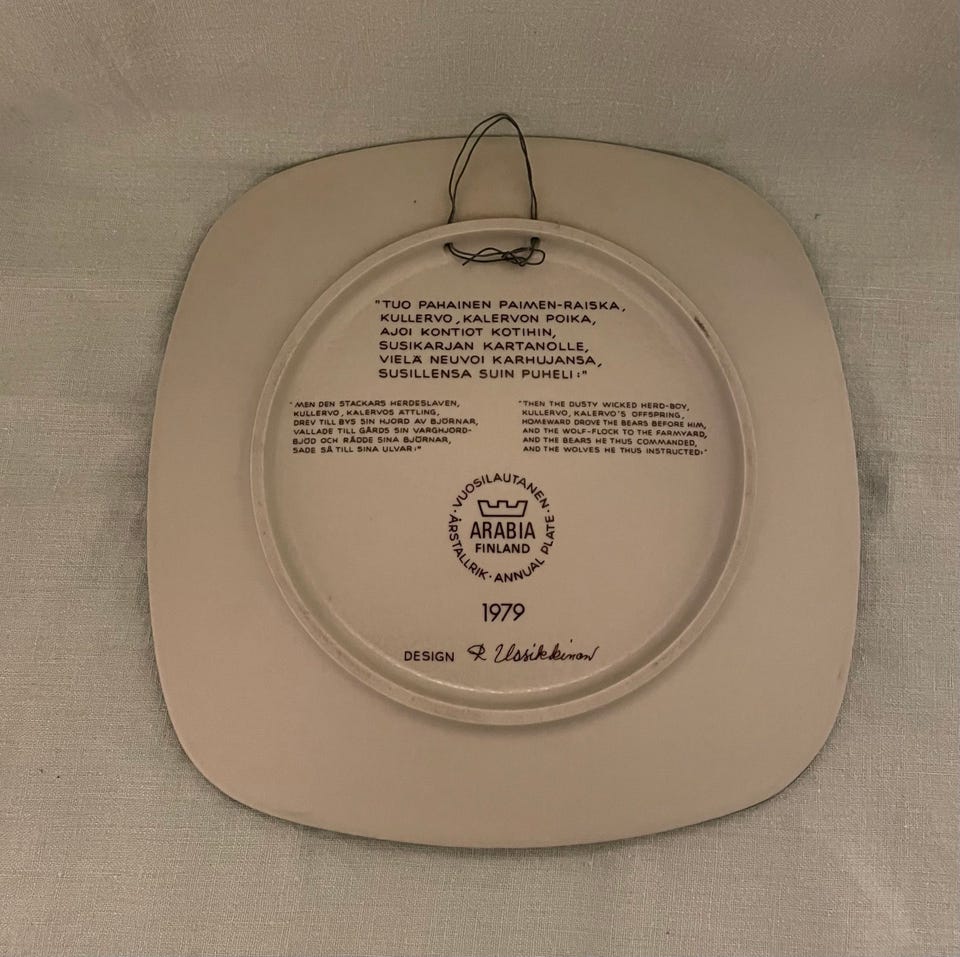 "TUO PAHAINEN PAIMEN-RAISKA,
KULLERVO, KALERVON POIKA,
AJOI KONTIOT KOTIHIN,
SUSIKARJAN KARTANOLLE,
VIELÄ NEUVOI KARHUJANSA,
SUSILLENSA SUIN PUHELI:"
"MEN DEN STACKARS HERDESLAVEN,
KULLERVO, KALERVOS ÄTTLING,
DREV TILL BYS SIN HJORD AV BJÖRNAR,
VALLADE TILL GÅRDS SIN VARGHJORD-
BJÖD OCH RÅDDE SINA BJÖRNAR,
SADE SÅ TILL SINA ULVAR:"
"THEN THE DUSTY WICKED HERD-BOY,
KULLERVO, KALERVO'S OFFSPRING,
HOMEWARD DROVE THE BEARS BEFORE HIM,
AND THE WOLF-FLOCK TO THE FARMYARD,
AND THE BEARS HE THUS COMMANDED,
AND THE WOLVES HE THUS INSTRUCTED:"
· VUOSILAUTANEN · ANNUAL PLATE · ÅRSTALLRIK
ARABIA
FINLAND
1979
DESIGN R Uosikkinen